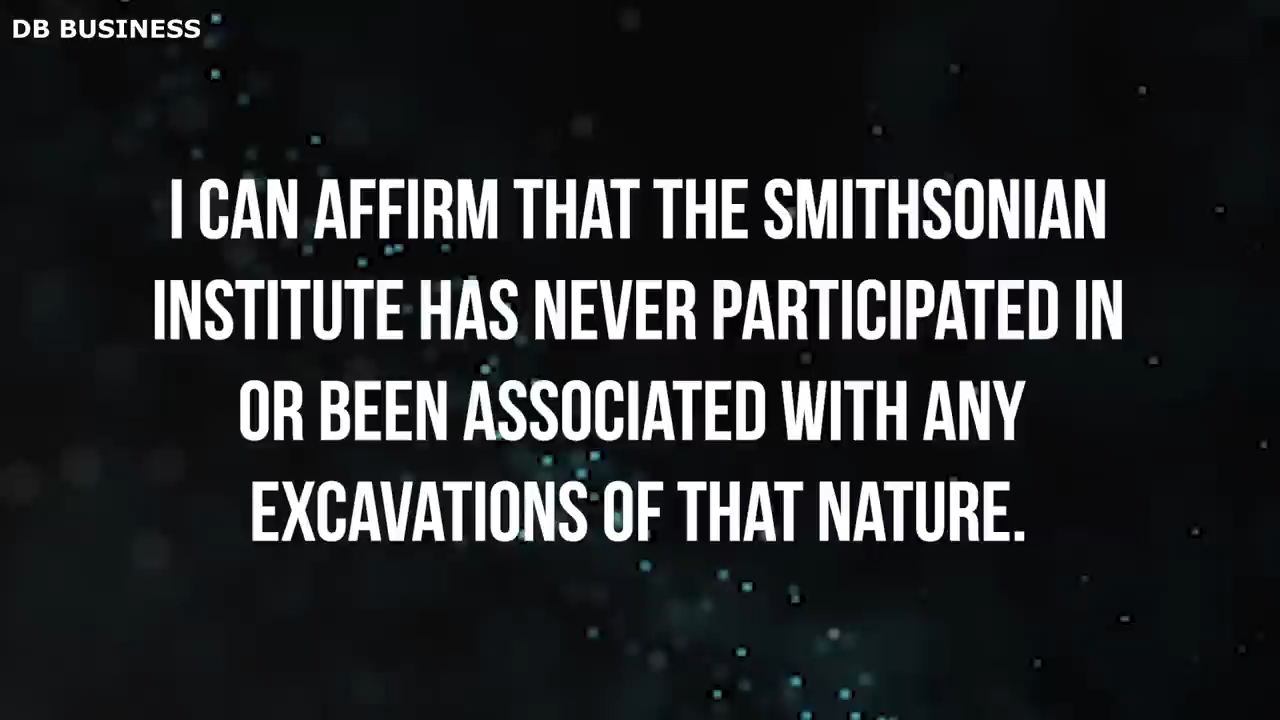 DB BUSINESS
I CAN AFFIRM THAT THE SMITHSONIAN
INSTITUTE HAS NEVER PARTICIPATED IN
OR BEEN ASSOCIATED WITH ANY
EXCAVATIONS OF THAT NATURE.